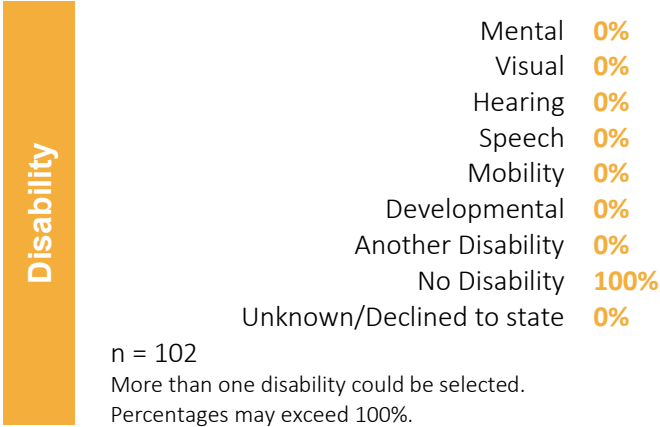 Disability
Mental 0%
Visual 0%
Hearing 0%
Speech 0%
Mobility 0%
Developmental 0%
Another Disability 0%
No Disability 100%
Unknown/Declined to state 0%
n = 102
More than one disability could be selected.
Percentages may exceed 100%.